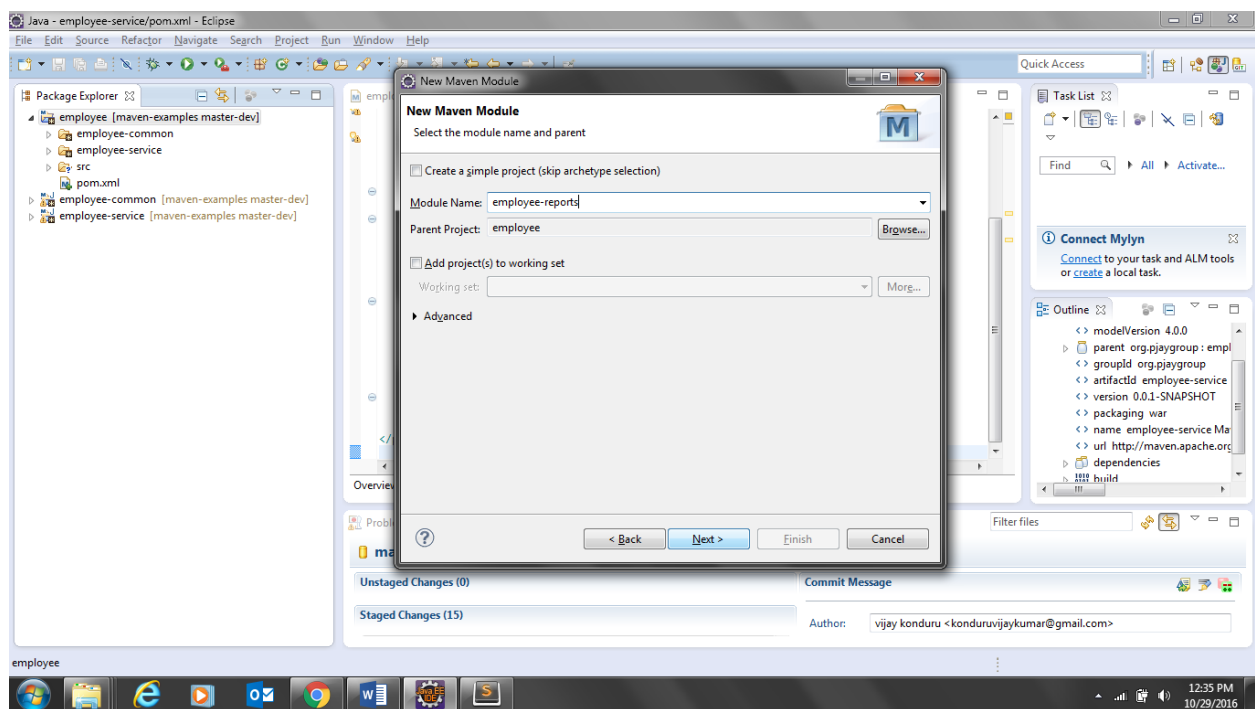 Java - employee-service/pom.xml - Eclipse
File Edit Source Refactor Navigate Search Project Run Window Help
Quick Access
Package Explorer
employee [maven-examples master-dev]
employee-common
employee-service
src
pom.xml
employee-common [maven-examples master-dev]
employee-service [maven-examples master-dev]
empl
</
Overview
New Maven Module
New Maven Module
Select the module name and parent
M
Create a simple project (skip archetype selection)
Module Name: employee-reports
Parent Project: employee
Browse...
Add project(s) to working set
Working set:
More...
Advanced
< Back
Next >
Finish
Cancel
Task List
Find
All
Activate...
Connect Mylyn
Connect to your task and ALM tools
or create a local task.
Outline
modelVersion 4.0.0
parent org.pjaygroup : empl
groupId org.pjaygroup
artifactId employee-service
version 0.0.1-SNAPSHOT
packaging war
name employee-service Ma
url http://maven.apache.org
dependencies
build
Probl
Filter files
ma
Unstaged Changes (0)
Staged Changes (15)
Commit Message
Author: vijay konduru <konduruvijaykumar@gmail.com>
employee
12:35 PM
10/29/2016